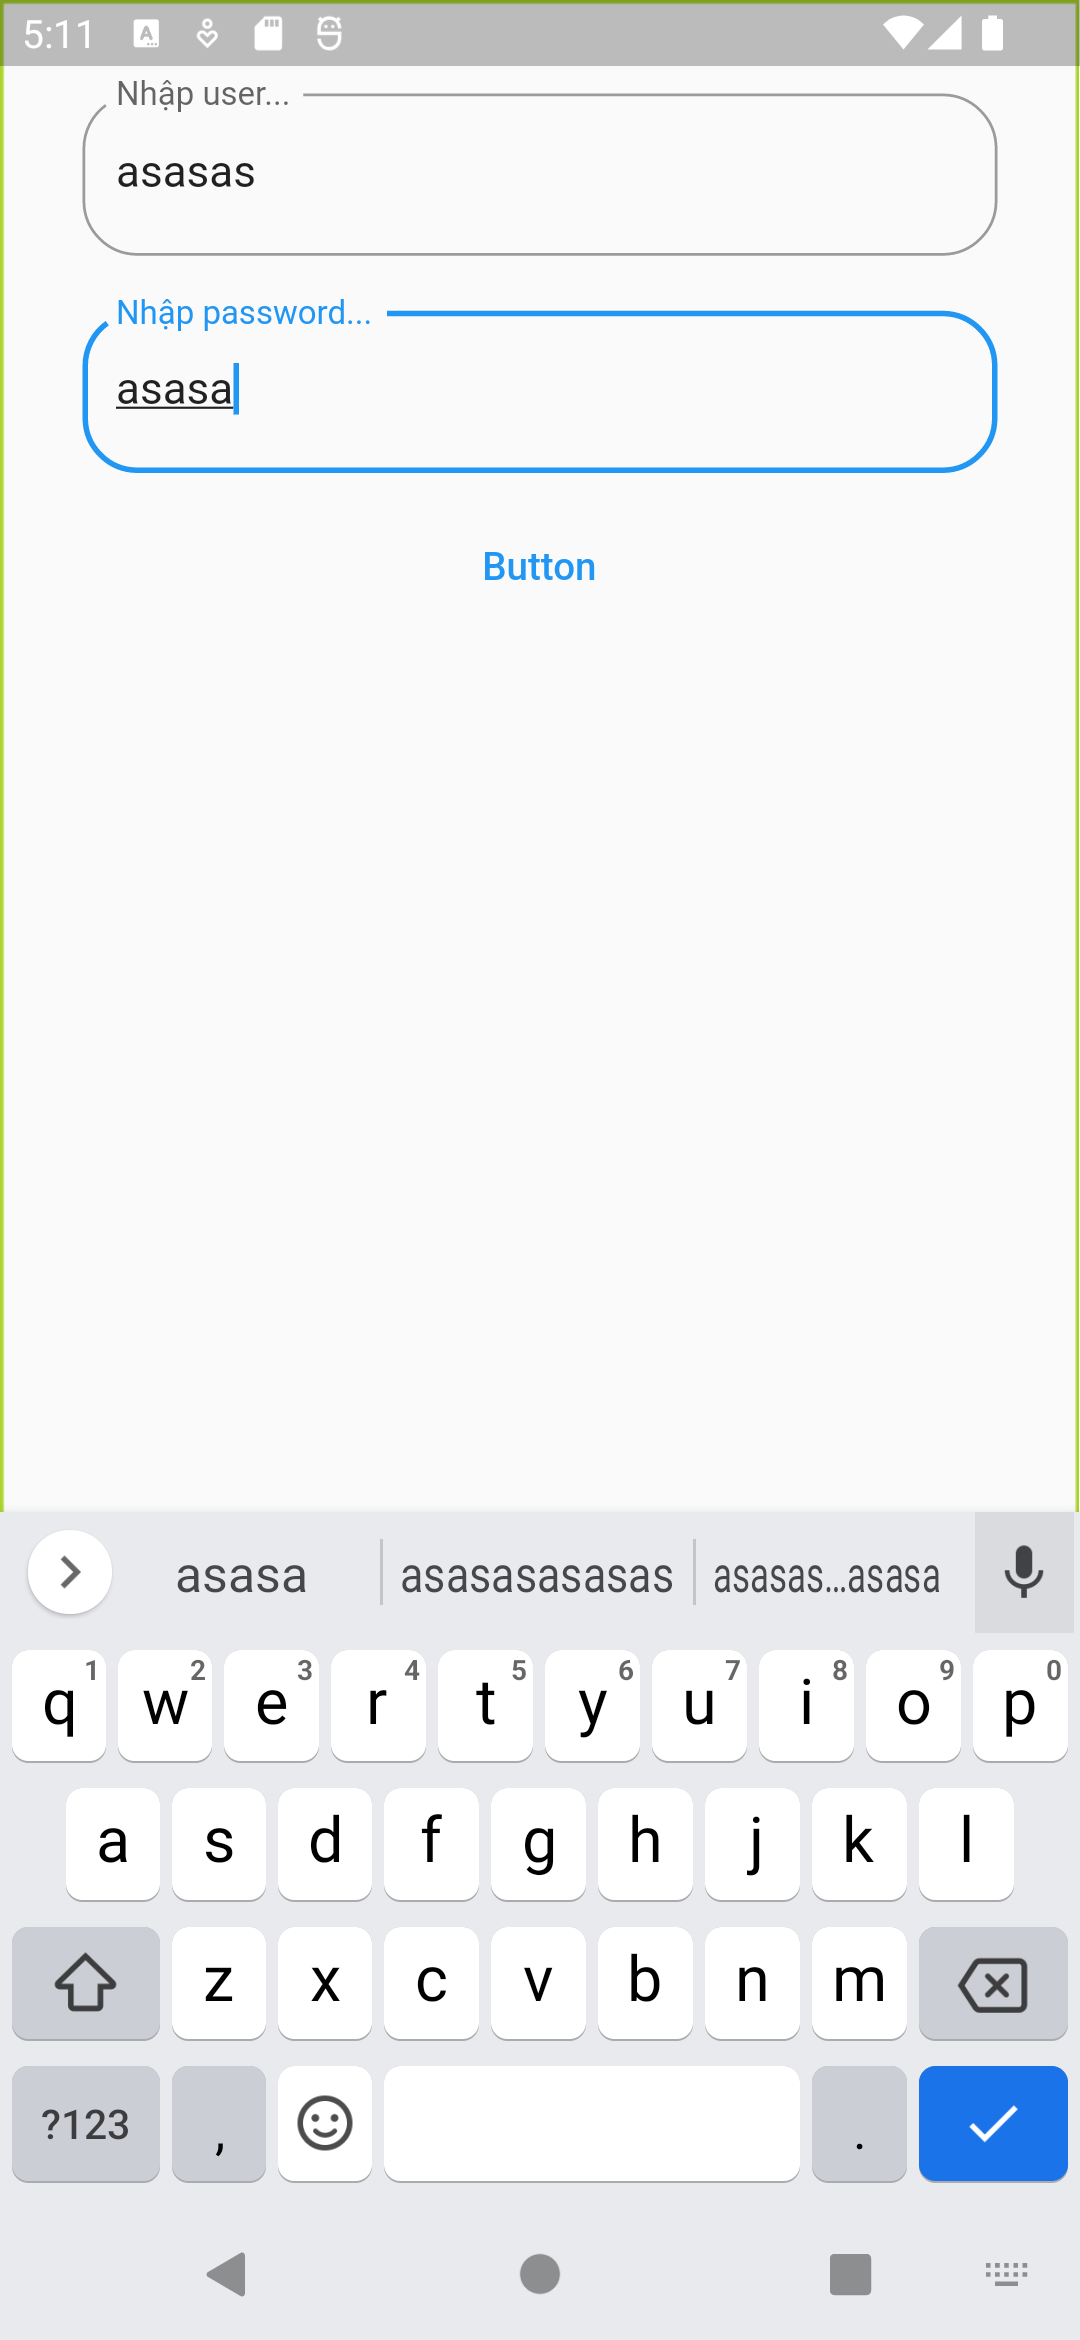 5:11
Nhập user...
asasas
Nhập password...
asasa
Button
asasa asasasasasas asasas...asasa
q 1 w 2 e 3 r 4 t 5 y 6 u 7 i 8 o 9 p 0
a s d f g h j k l
z x c v b n m
?123 , .